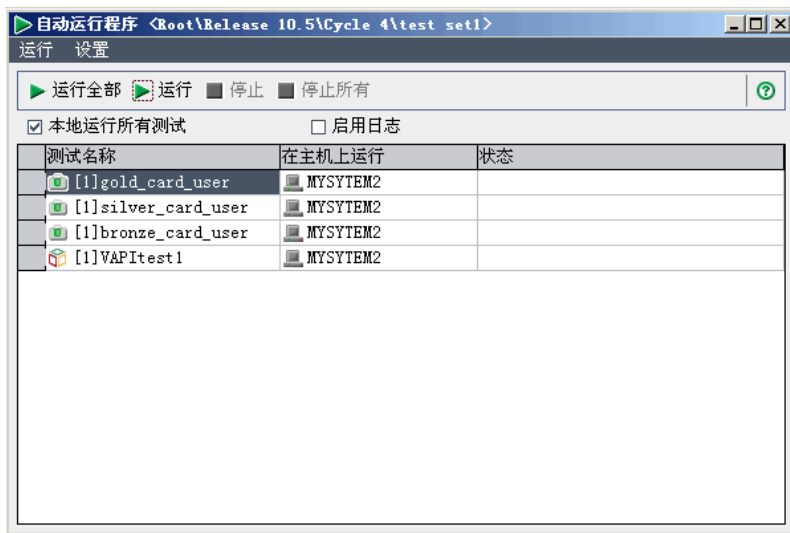 自动运行程序 <Root\Release 10.5\Cycle 4\test set1>
运行 设置
运行全部 运行 停止 停止所有
本地运行所有测试 启用日志
测试名称 在主机上运行 状态
[1]gold_card_user MYSYTEM2
[1]silver_card_user MYSYTEM2
[1]bronze_card_user MYSYTEM2
[1]VAPItest1 MYSYTEM2